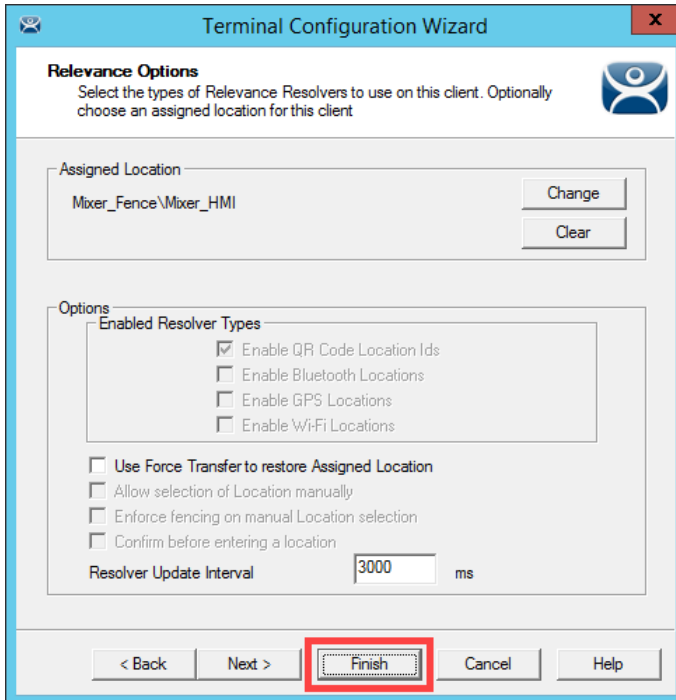 Terminal Configuration Wizard
x
Relevance Options
Select the types of Relevance Resolvers to use on this client. Optionally
choose an assigned location for this client
Assigned Location
Mixer_Fence\Mixer_HMI
Change
Clear
Options
Enabled Resolver Types
Enable QR Code Location Ids
Enable Bluetooth Locations
Enable GPS Locations
Enable Wi-Fi Locations
Use Force Transfer to restore Assigned Location
Allow selection of Location manually
Enforce fencing on manual Location selection
Confirm before entering a location
Resolver Update Interval 3000 ms
< Back Next > Finish Cancel Help